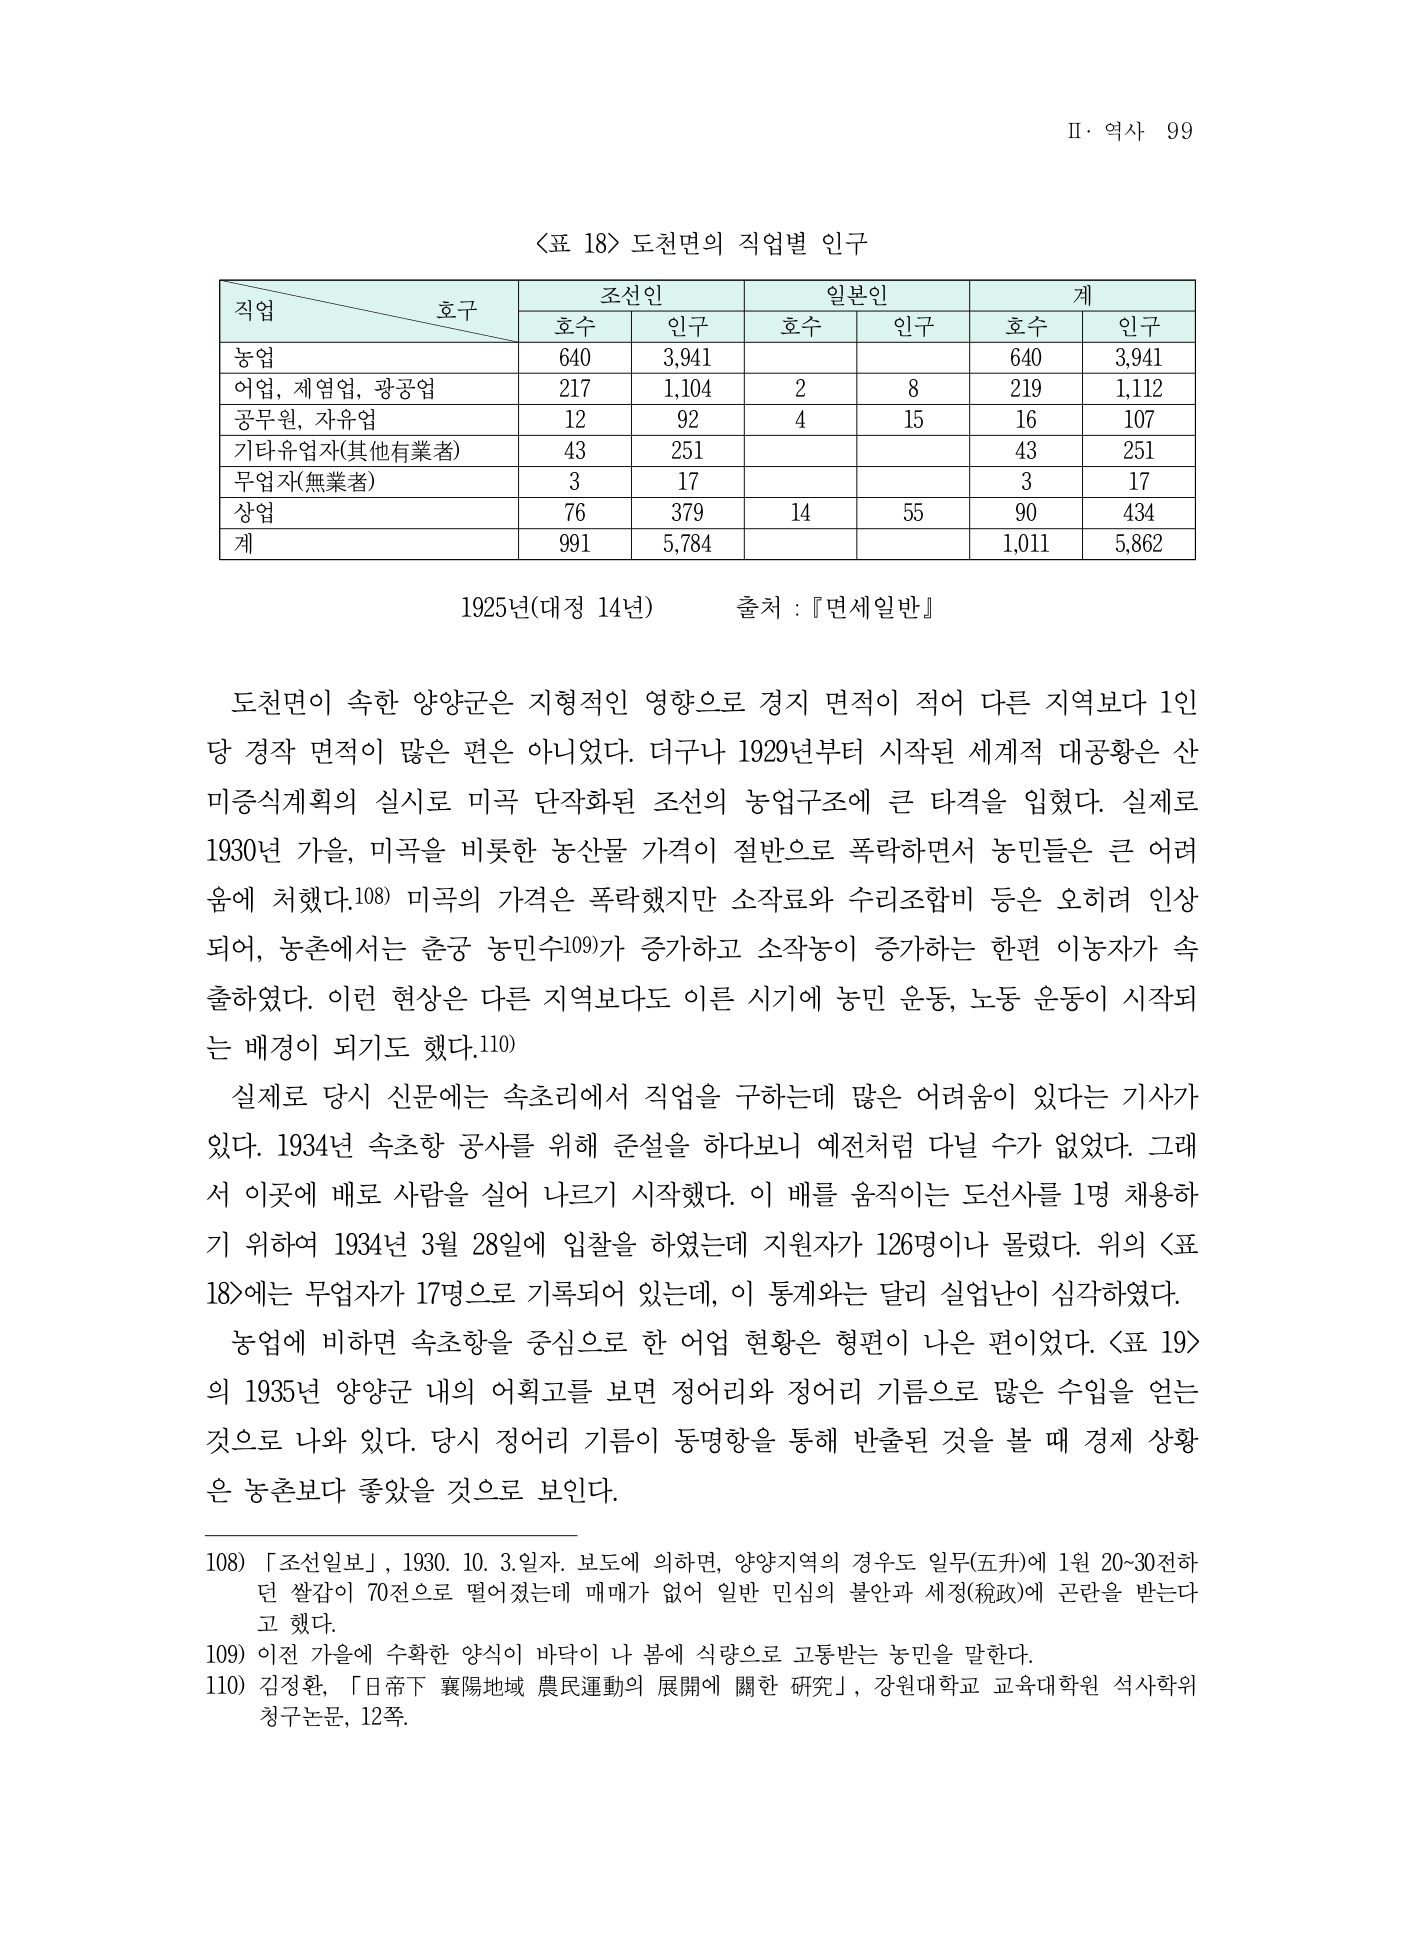 Ⅱ· 역사 99
<표 18> 도천면의 직업별 인구
직업 호구 조선인 일본인 계
호수 인구 호수 인구 호수 인구
농업 640 3,941 640 3,941
어업, 제염업, 광공업 217 1,104 2 8 219 1,112
공무원, 자유업 12 92 4 15 16 107
기타유업자(其他有業者) 43 251 43 251
무업자(無業者) 3 17 3 17
상업 76 379 14 55 90 434
계 991 5,784 1,011 5,862
1925년(대정 14년) 출처 :『면세일반』
도천면이 속한 양양군은 지형적인 영향으로 경지 면적이 적어 다른 지역보다 1인
당 경작 면적이 많은 편은 아니었다. 더구나 1929년부터 시작된 세계적 대공황은 산
미증식계획의 실시로 미곡 단작화된 조선의 농업구조에 큰 타격을 입혔다. 실제로
1930년 가을, 미곡을 비롯한 농산물 가격이 절반으로 폭락하면서 농민들은 큰 어려
움에 처했다.108) 미곡의 가격은 폭락했지만 소작료와 수리조합비 등은 오히려 인상
되어, 농촌에서는 춘궁 농민수109)가 증가하고 소작농이 증가하는 한편 이농자가 속
출하였다. 이런 현상은 다른 지역보다도 이른 시기에 농민 운동, 노동 운동이 시작되
는 배경이 되기도 했다.110)
실제로 당시 신문에는 속초리에서 직업을 구하는데 많은 어려움이 있다는 기사가
있다. 1934년 속초항 공사를 위해 준설을 하다보니 예전처럼 다닐 수가 없었다. 그래
서 이곳에 배로 사람을 실어 나르기 시작했다. 이 배를 움직이는 도선사를 1명 채용하
기 위하여 1934년 3월 28일에 입찰을 하였는데 지원자가 126명이나 몰렸다. 위의 <표
18>에는 무업자가 17명으로 기록되어 있는데, 이 통계와는 달리 실업난이 심각하였다.
농업에 비하면 속초항을 중심으로 한 어업 현황은 형편이 나은 편이었다. <표 19>
의 1935년 양양군 내의 어획고를 보면 정어리와 정어리 기름으로 많은 수입을 얻는
것으로 나와 있다. 당시 정어리 기름이 동명항을 통해 반출된 것을 볼 때 경제 상황
은 농촌보다 좋았을 것으로 보인다.
108) 「조선일보」, 1930. 10. 3.일자. 보도에 의하면, 양양지역의 경우도 일무(五升)에 1원 20~30전하
던 쌀값이 70전으로 떨어졌는데 매매가 없어 일반 민심의 불안과 세정(稅政)에 곤란을 받는다
고 했다.
109) 이전 가을에 수확한 양식이 바닥이 나 봄에 식량으로 고통받는 농민을 말한다.
110) 김정환, 「日帝下 襄陽地域 農民運動의 展開에 關한 硏究」, 강원대학교 교육대학원 석사학위
청구논문, 12쪽.